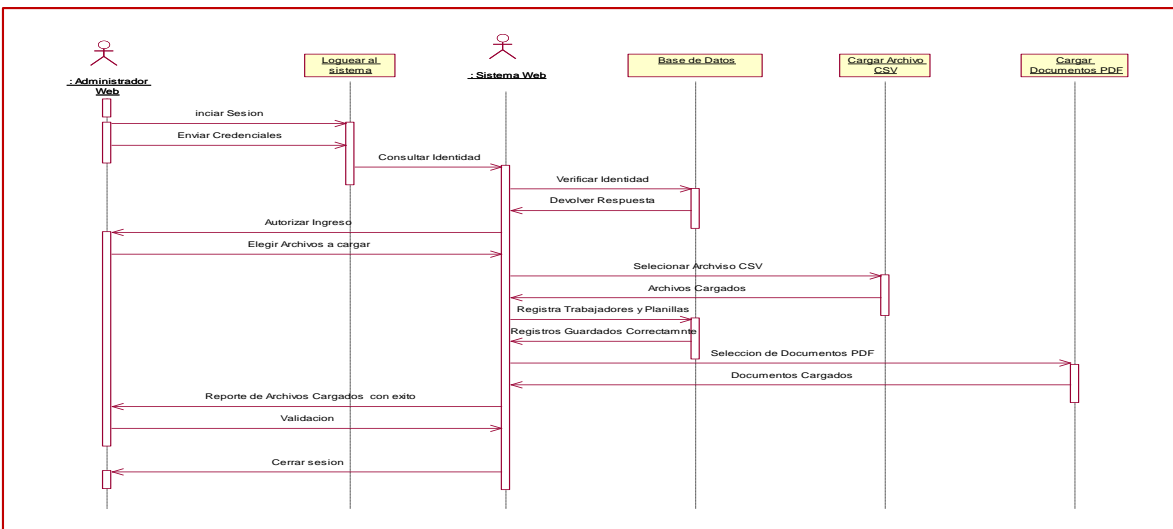 : Administrador
Web
Loguear al
sistema
: Sistema Web
Base de Datos
Cargar Archivo
CSV
Cargar
Documentos PDF
inciar Sesion
Enviar Credenciales
Consultar Identidad
Verificar Identidad
Devolver Respuesta
Autorizar Ingreso
Elegir Archivos a cargar
Selecionar Archviso CSV
Archivos Cargados
Registra Trabajadores y Planillas
Registros Guardados Correctamnte
Seleccion de Documentos PDF
Documentos Cargados
Reporte de Archivos Cargados con exito
Validacion
Cerrar sesion